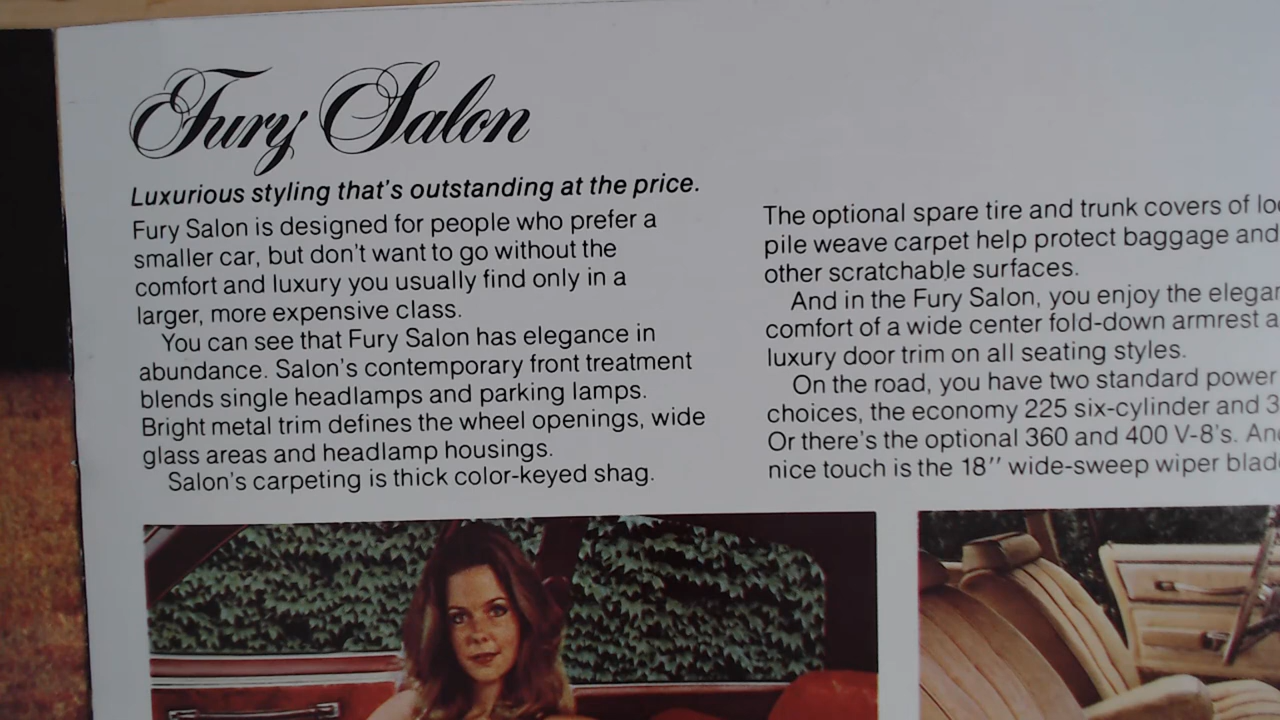 Fury Salon
Luxurious styling that's outstanding at the price.
Fury Salon is designed for people who prefer a
smaller car, but don't want to go without the
comfort and luxury you usually find only in a
larger, more expensive class.
You can see that Fury Salon has elegance in
abundance. Salon's contemporary front treatment
blends single headlamps and parking lamps.
Bright metal trim defines the wheel openings, wide
glass areas and headlamp housings.
Salon's carpeting is thick color-keyed shag.
The optional spare tire and trunk covers of
pile weave carpet help protect baggage and
other scratchable surfaces.
And in the Fury Salon, you enjoy the
comfort of a wide center fold-down armrest
luxury door trim on all seating styles.
On the road, you have two standard power
choices, the economy 225 six-cylinder and
Or there's the optional 360 and 400 V-8's.
nice touch is the 18" wide-sweep wiper